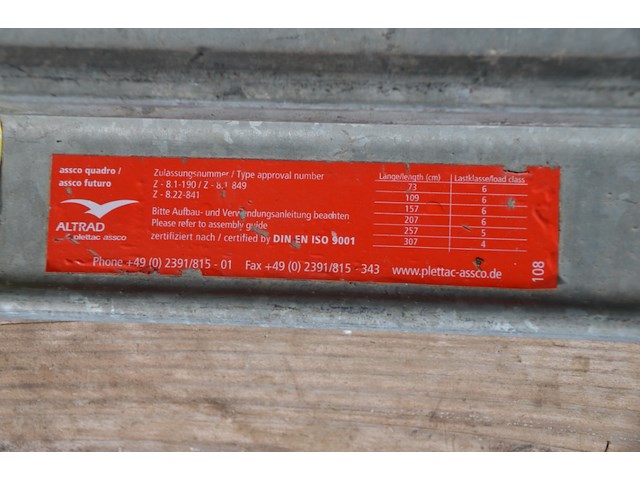 assco quadro /
assco futuro
ALTRAD
plettac assco
Zulassungsnummer / Type approval number
Z - 8.1-190 / Z - 8.1 849
Z - 8.22-841
Bitte Aufbau- und Verwendungsanleitung beachten
Please refer to assembly guide
zertifiziert nach / certified by DIN EN ISO 9001
Länge/length (cm) Lastklasse/load class
73 6
109 6
157 6
207 6
257 5
307 4
Phone +49 (0) 2391/815 - 01 Fax +49 (0) 2391/815 - 343 www.plettac-assco.de
108